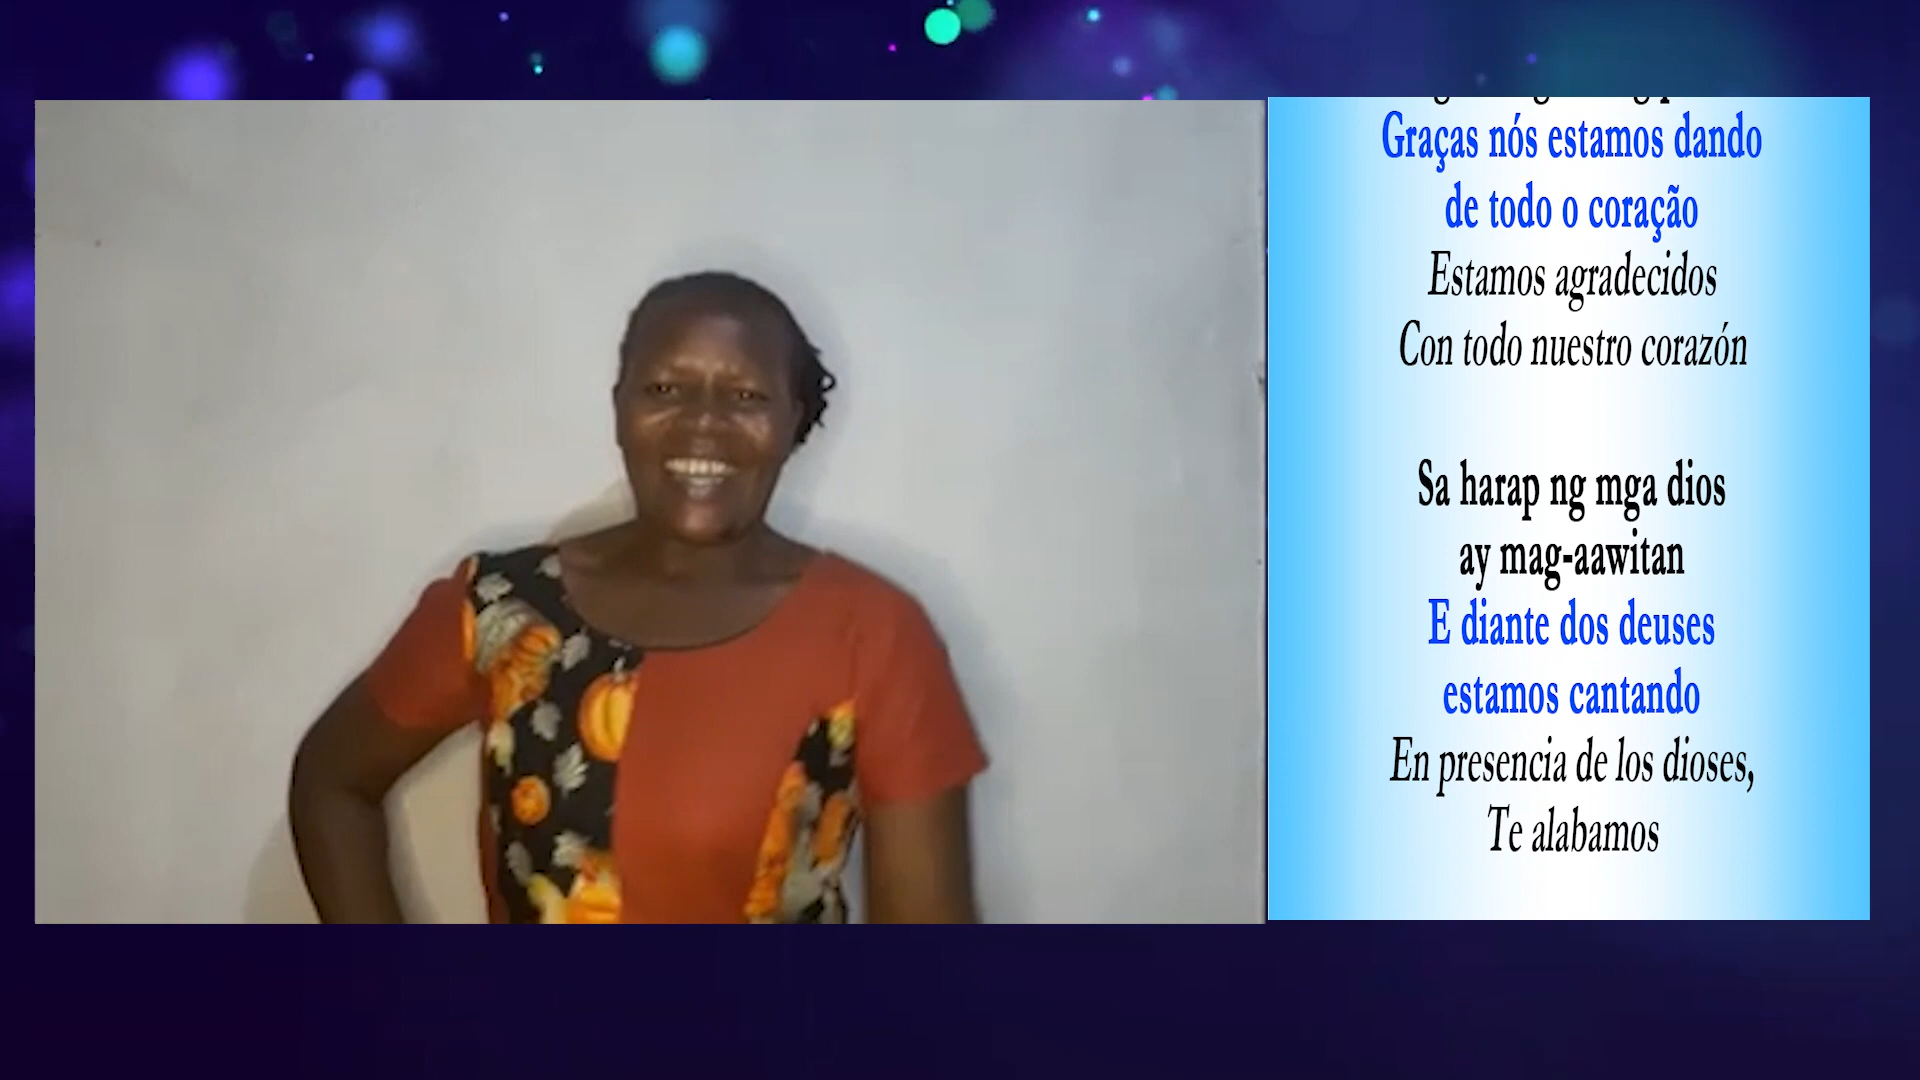 Graças nós estamos dando
de todo o coração
Estamos agradecidos
Con todo nuestro corazón
Sa harap ng mga dios
ay mag-aawitan
E diante dos deuses
estamos cantando
En presencia de los dioses,
Te alabamos